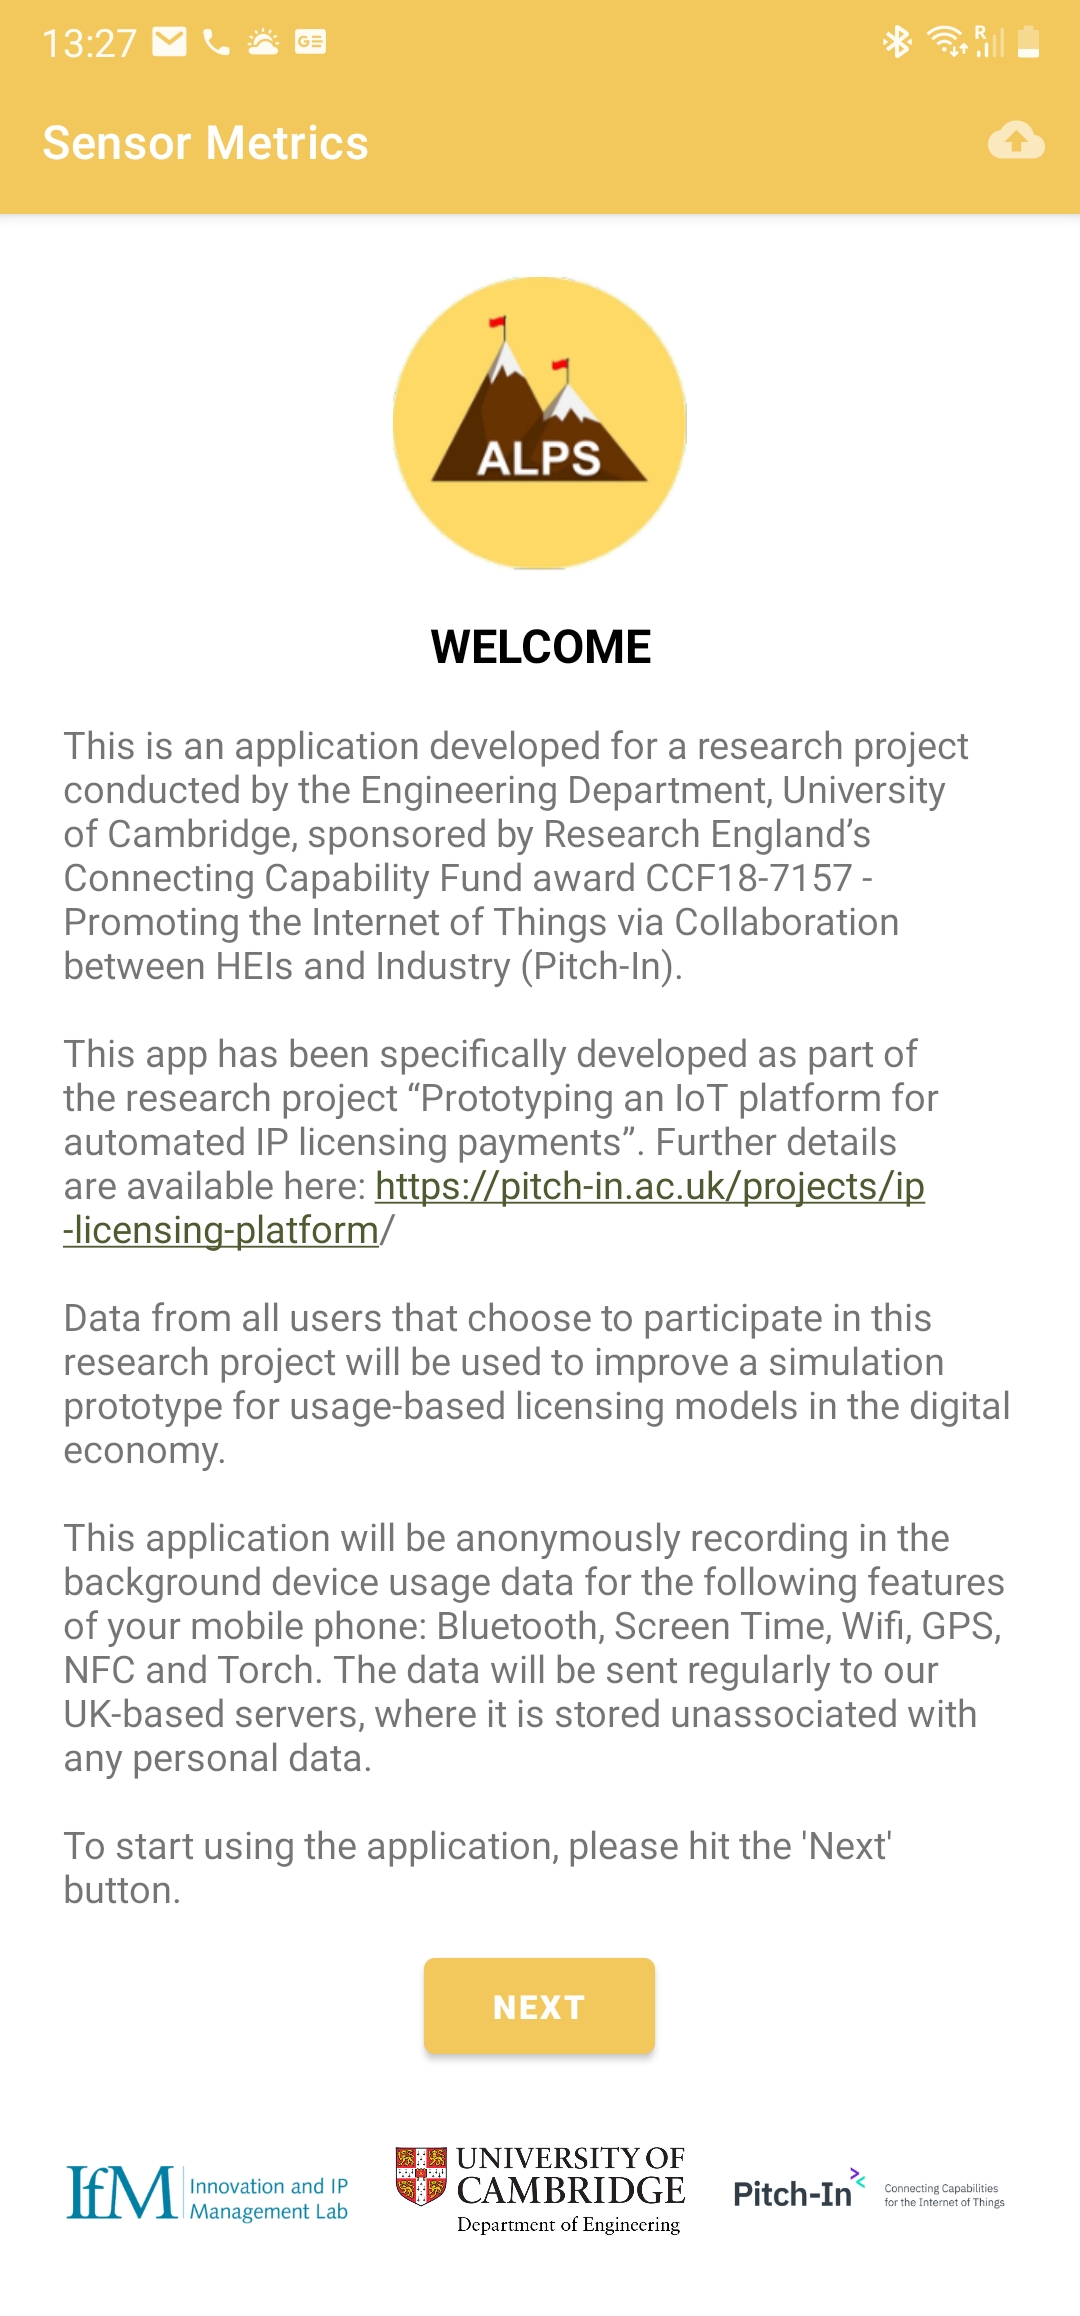 13:27
R
Sensor Metrics
ALPS
WELCOME
This is an application developed for a research project
conducted by the Engineering Department, University
of Cambridge, sponsored by Research England’s
Connecting Capability Fund award CCF18-7157 -
Promoting the Internet of Things via Collaboration
between HEIs and Industry (Pitch-In).
This app has been specifically developed as part of
the research project “Prototyping an IoT platform for
automated IP licensing payments”. Further details
are available here: https://pitch-in.ac.uk/projects/ip
-licensing-platform/
Data from all users that choose to participate in this
research project will be used to improve a simulation
prototype for usage-based licensing models in the digital
economy.
This application will be anonymously recording in the
background device usage data for the following features
of your mobile phone: Bluetooth, Screen Time, Wifi, GPS,
NFC and Torch. The data will be sent regularly to our
UK-based servers, where it is stored unassociated with
any personal data.
To start using the application, please hit the 'Next'
button.
NEXT
IfM Innovation and IP
Management Lab
UNIVERSITY OF
CAMBRIDGE
Department of Engineering
Pitch-In Connecting Capabilities
for the Internet of Things